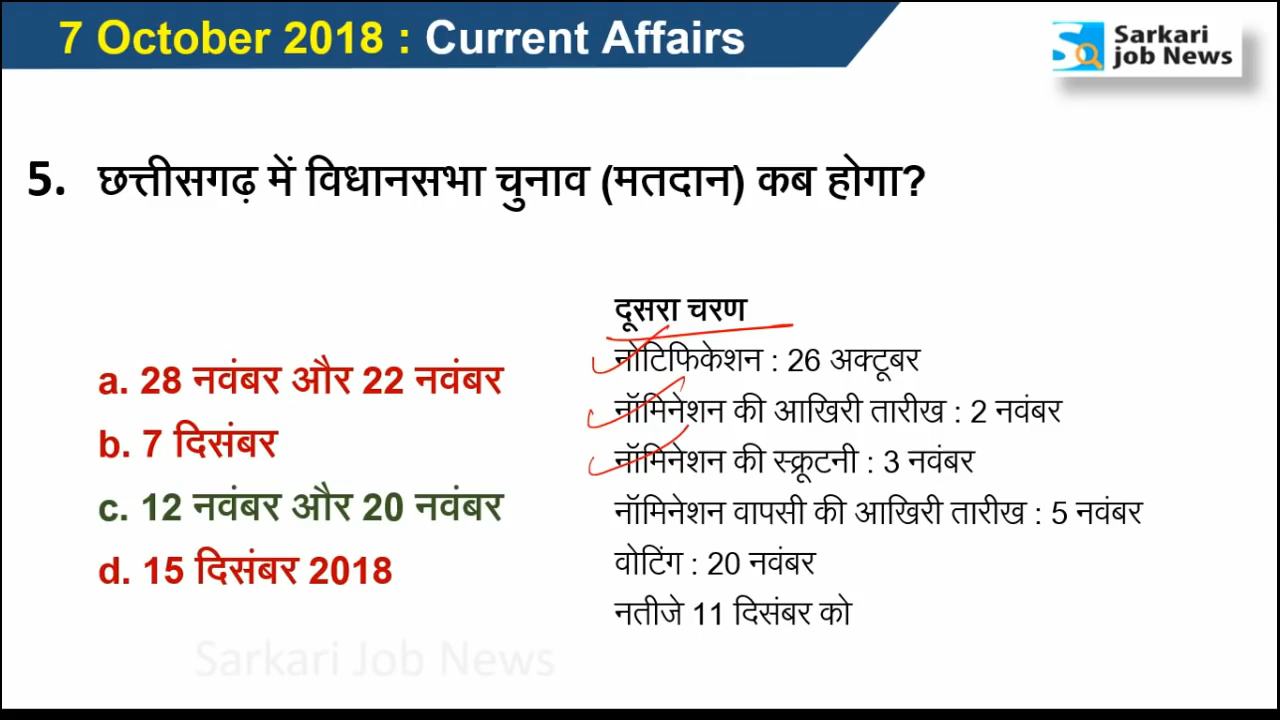 7 October 2018 : Current Affairs
Sarkari
Job News
5. छत्तीसगढ़ में विधानसभा चुनाव (मतदान) कब होगा?
a. 28 नवंबर और 22 नवंबर
b. 7 दिसंबर
c. 12 नवंबर और 20 नवंबर
d. 15 दिसंबर 2018
दूसरा चरण
नोटिफिकेशन : 26 अक्टूबर
नॉमिनेशन की आखिरी तारीख : 2 नवंबर
नॉमिनेशन की स्क्रूटनी : 3 नवंबर
नॉमिनेशन वापसी की आखिरी तारीख : 5 नवंबर
वोटिंग : 20 नवंबर
नतीजे 11 दिसंबर को
Sarkari Job News